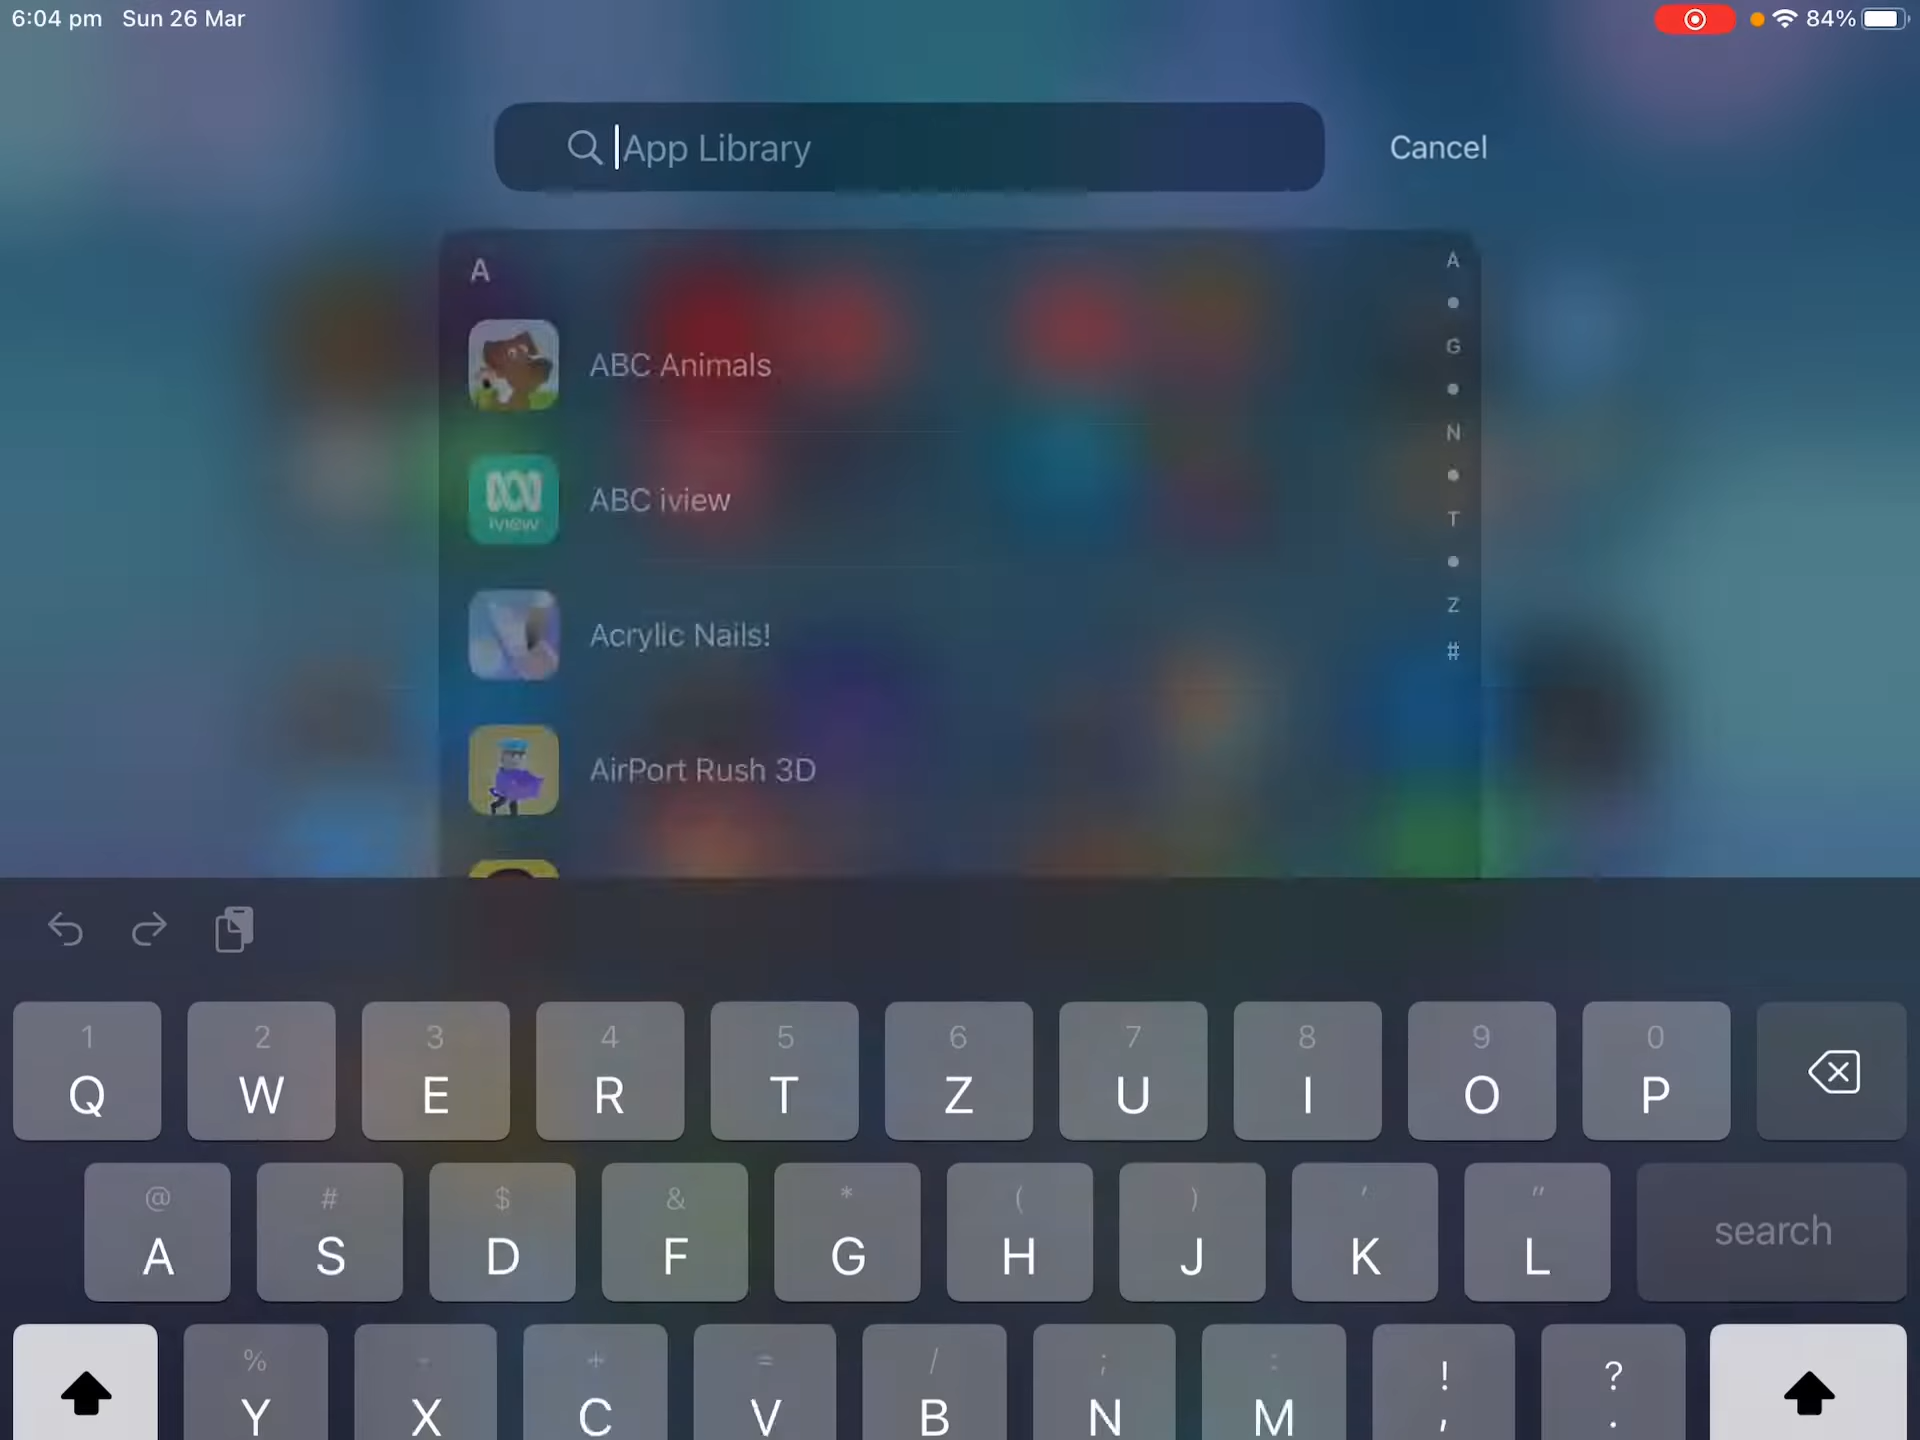 6:04 pm Sun 26 Mar
84%
App Library
Cancel
A
A
ABC Animals
G
N
iview
ABC iview
T
Z
Acrylic Nails!
#
AirPort Rush 3D
1 2 3 4 5 6 7 8 9 0
Q W E R T Z U I O P
@ # $ & * ( ) ' "
A S D F G H J K L search
% - + = / ; : ! ?
Y X C V B N M , .